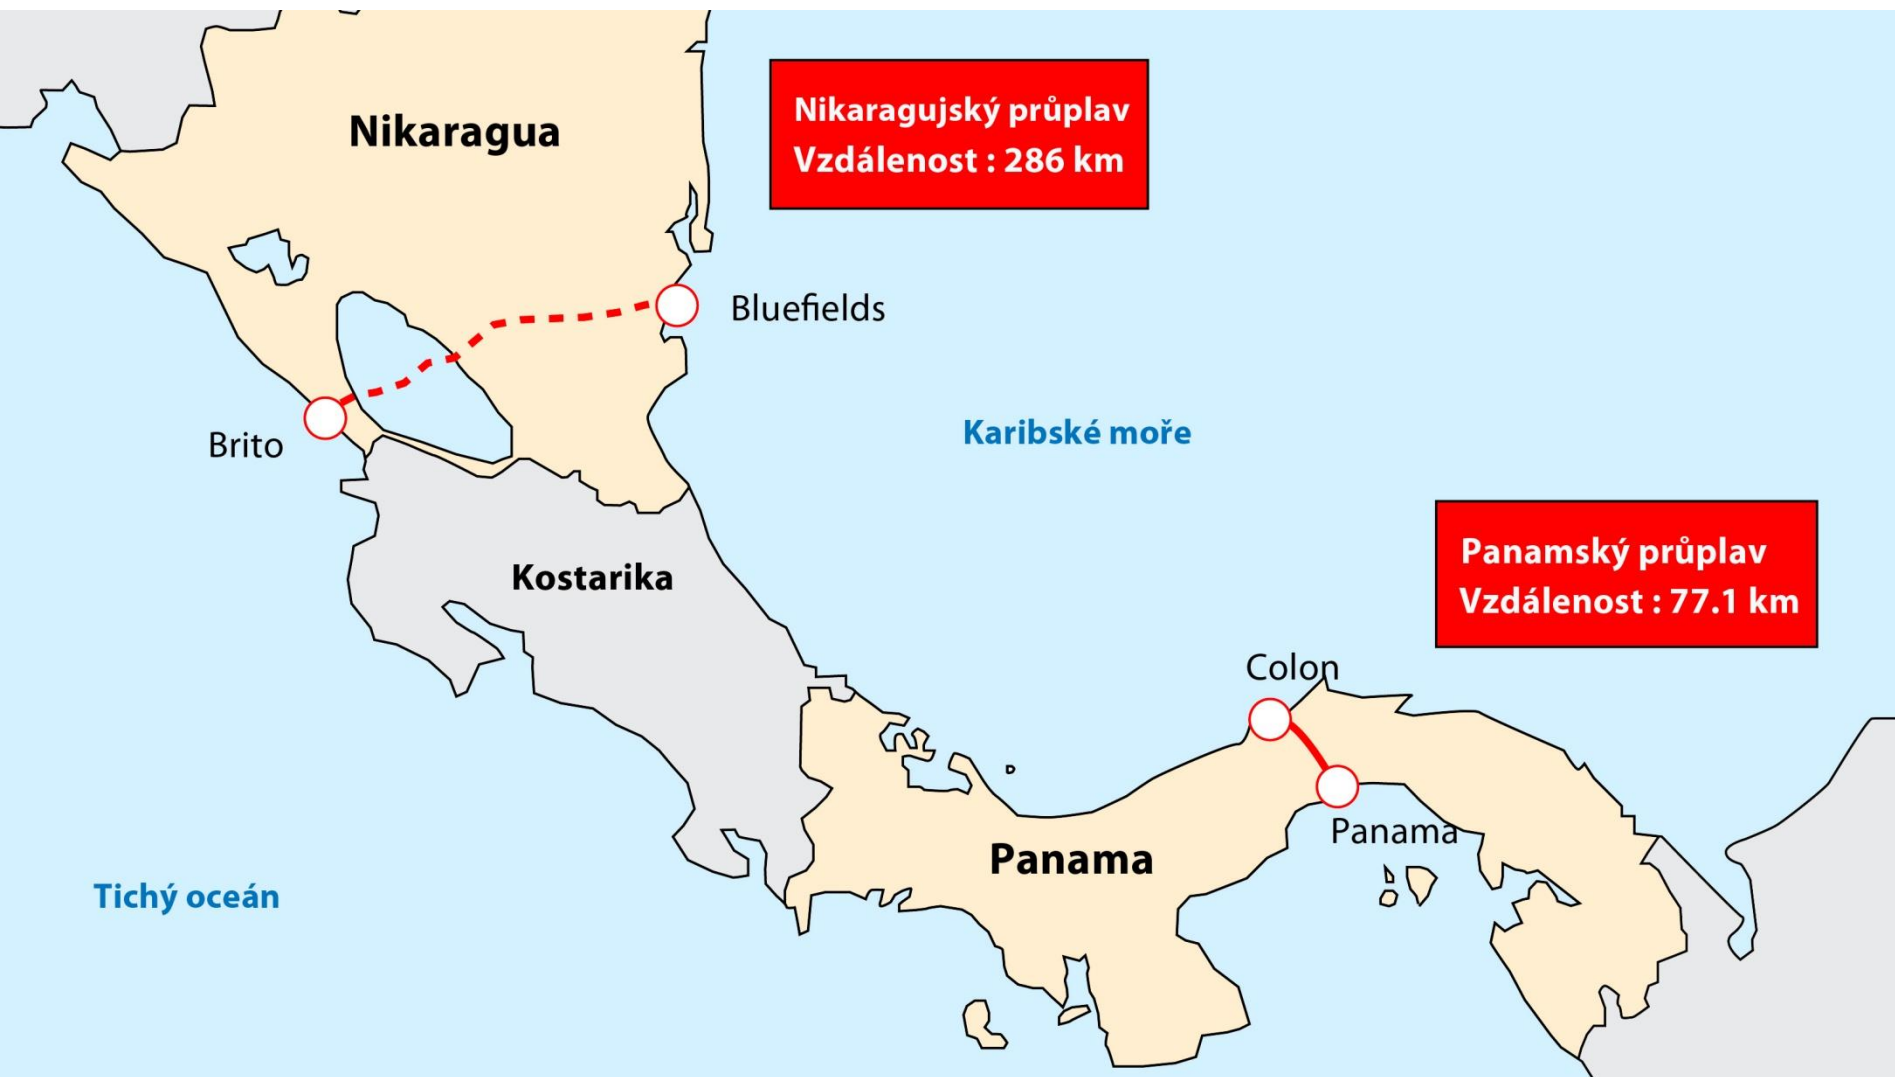 Nikaragua
Nikaragujský průplav
Vzdálenost : 286 km
Bluefields
Brito
Karibské moře
Kostarika
Panamský průplav
Vzdálenost : 77.1 km
Colon
Panama
Panama
Tichý oceán